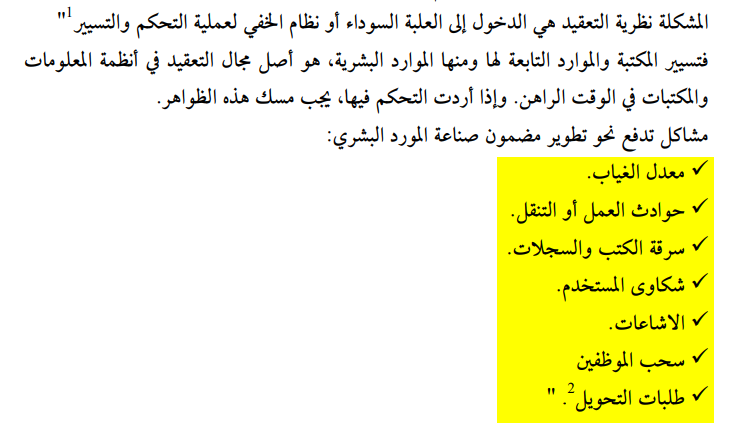 المشكلة نظرية التعقيد هي الدخول إلى العلبة السوداء أو نظام الخفي لعملية التحكم والتسيير1"
فتسيير المكتبة والموارد التابعة لها ومنها الموارد البشرية، هو أصل مجال التعقيد في أنظمة المعلومات
والمكتبات في الوقت الراهن. وإذا أردت التحكم فيها، يجب مسك هذه الظواهر.
مشاكل تدفع نحو تطوير مضمون صناعة المورد البشري:
✓ معدل الغياب.
✓ حوادث العمل أو التنقل.
✓ سرقة الكتب والسجلات.
✓ شكاوى المستخدم.
✓ الاشاعات.
✓ سحب الموظفين
✓ طلبات التحويل2. "